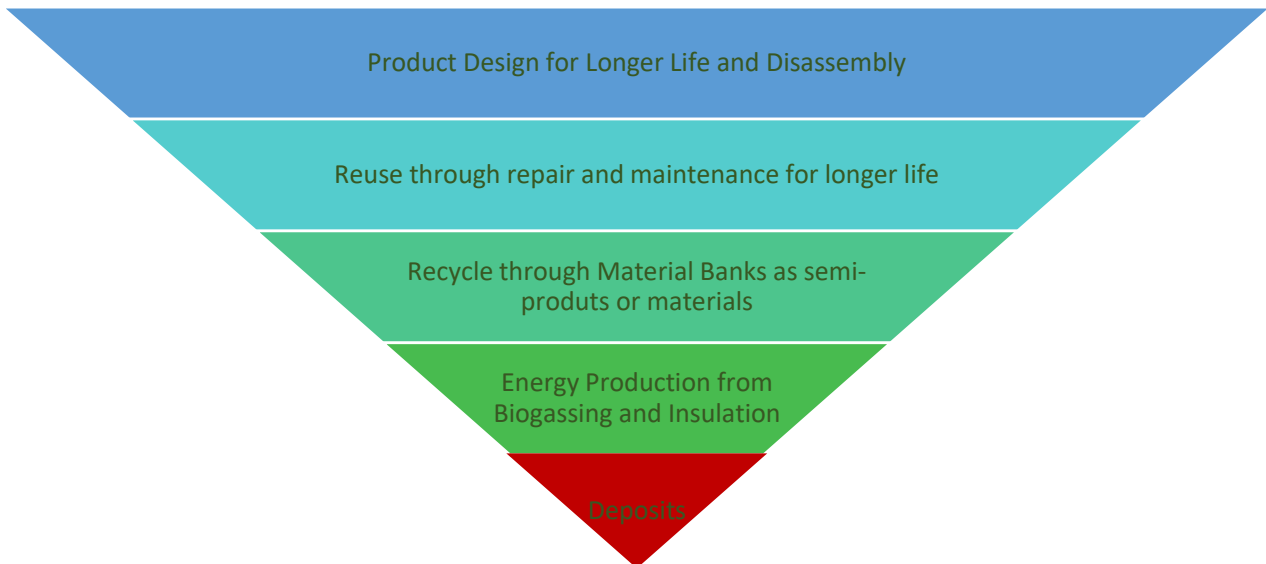 Product Design for Longer Life and Disassembly
Reuse through repair and maintenance for longer life
Recycle through Material Banks as semi-
produts or materials
Energy Production from
Biogassing and Insulation
Deposits